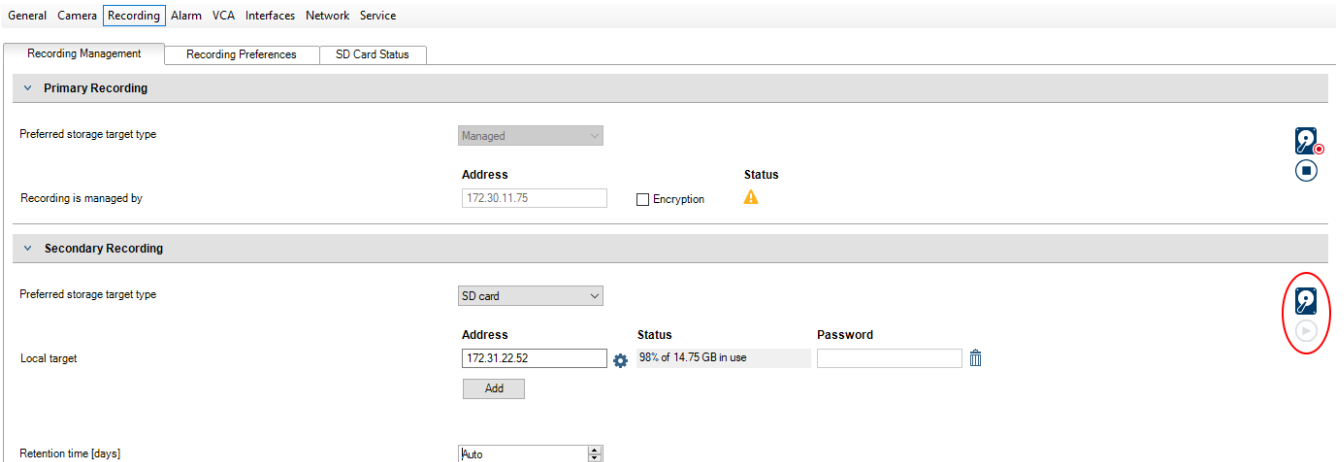 General Camera Recording Alarm VCA Interfaces Network Service
Recording Management Recording Preferences SD Card Status
Primary Recording
Preferred storage target type Managed
Address Status
Recording is managed by 172.30.11.75 Encryption
Secondary Recording
Preferred storage target type SD card
Address Status Password
Local target 172.31.22.52 98% of 14.75 GB in use
Add
Retention time [days] Auto